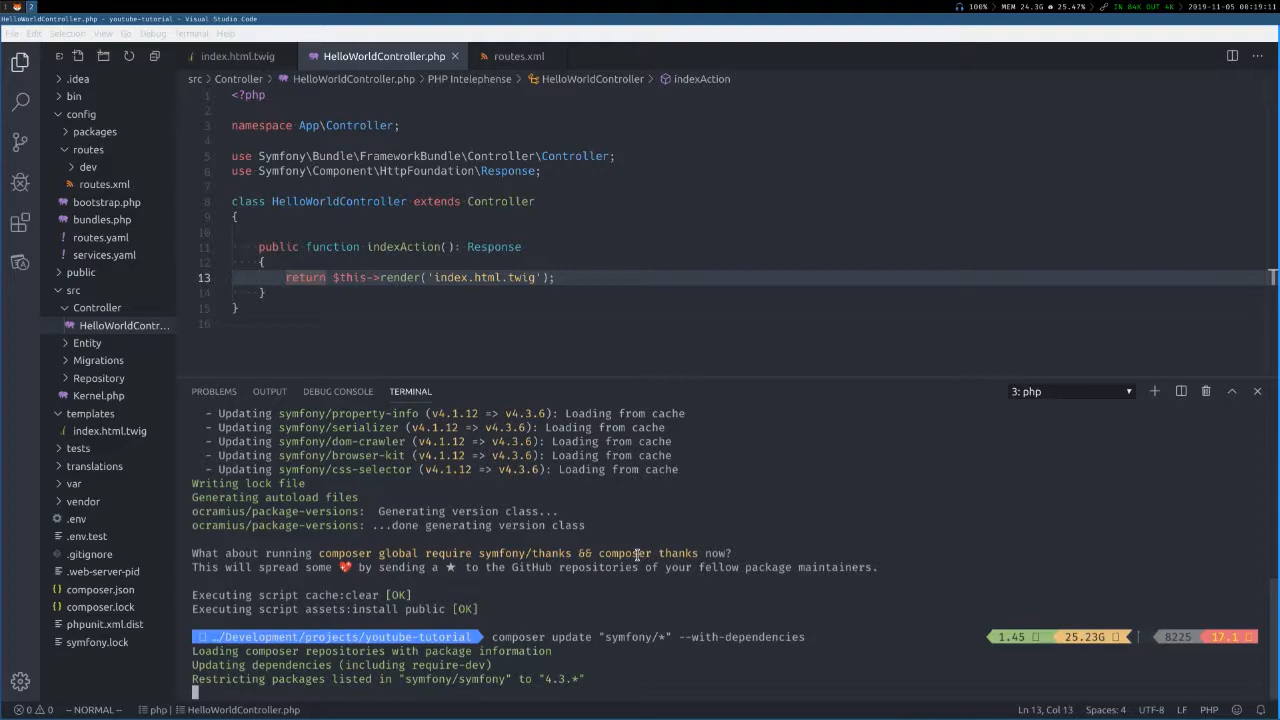 1 2 100% MEM 24.3G 25.47% IN 84K OUT 4K 2019-11-05 00:19:11
HelloWorldController.php - youtube-tutorial - Visual Studio Code
File Edit Selection View Go Debug Terminal Help
index.html.twig HelloWorldController.php × routes.xml
src > Controller > HelloWorldController.php > PHP Intelephense > HelloWorldController > indexAction
.idea
bin
config
packages
routes
dev
routes.xml
bootstrap.php
bundles.php
routes.yaml
services.yaml
public
src
Controller
HelloWorldContr...
Entity
Migrations
Repository
Kernel.php
templates
index.html.twig
tests
translations
var
vendor
.env
.env.test
.gitignore
.web-server-pid
composer.json
composer.lock
phpunit.xml.dist
symfony.lock
1 <?php
2
3 namespace App\Controller;
4
5 use Symfony\Bundle\FrameworkBundle\Controller\Controller;
6 use Symfony\Component\HttpFoundation\Response;
7
8 class HelloWorldController extends Controller
9 {
10
11 public function indexAction(): Response
12 {
13 return $this->render('index.html.twig');
14 }
15 }
16
PROBLEMS OUTPUT DEBUG CONSOLE TERMINAL 3: php
- Updating symfony/property-info (v4.1.12 => v4.3.6): Loading from cache
- Updating symfony/serializer (v4.1.12 => v4.3.6): Loading from cache
- Updating symfony/dom-crawler (v4.1.12 => v4.3.6): Loading from cache
- Updating symfony/browser-kit (v4.1.12 => v4.3.6): Loading from cache
- Updating symfony/css-selector (v4.1.12 => v4.3.6): Loading from cache
Writing lock file
Generating autoload files
ocramius/package-versions: Generating version class...
ocramius/package-versions: ...done generating version class
What about running composer global require symfony/thanks && composer thanks now?
This will spread some 💖 by sending a ★ to the GitHub repositories of your fellow package maintainers.
Executing script cache:clear [OK]
Executing script assets:install public [OK]
…/Development/projects/youtube-tutorial composer update "symfony/*" --with-dependencies 1.45 25.23G 8225 17.1
Loading composer repositories with package information
Updating dependencies (including require-dev)
Restricting packages listed in "symfony/symfony" to "4.3.*"
0 0 -- NORMAL -- php HelloWorldController.php Ln 13, Col 13 Spaces: 4 UTF-8 LF PHP